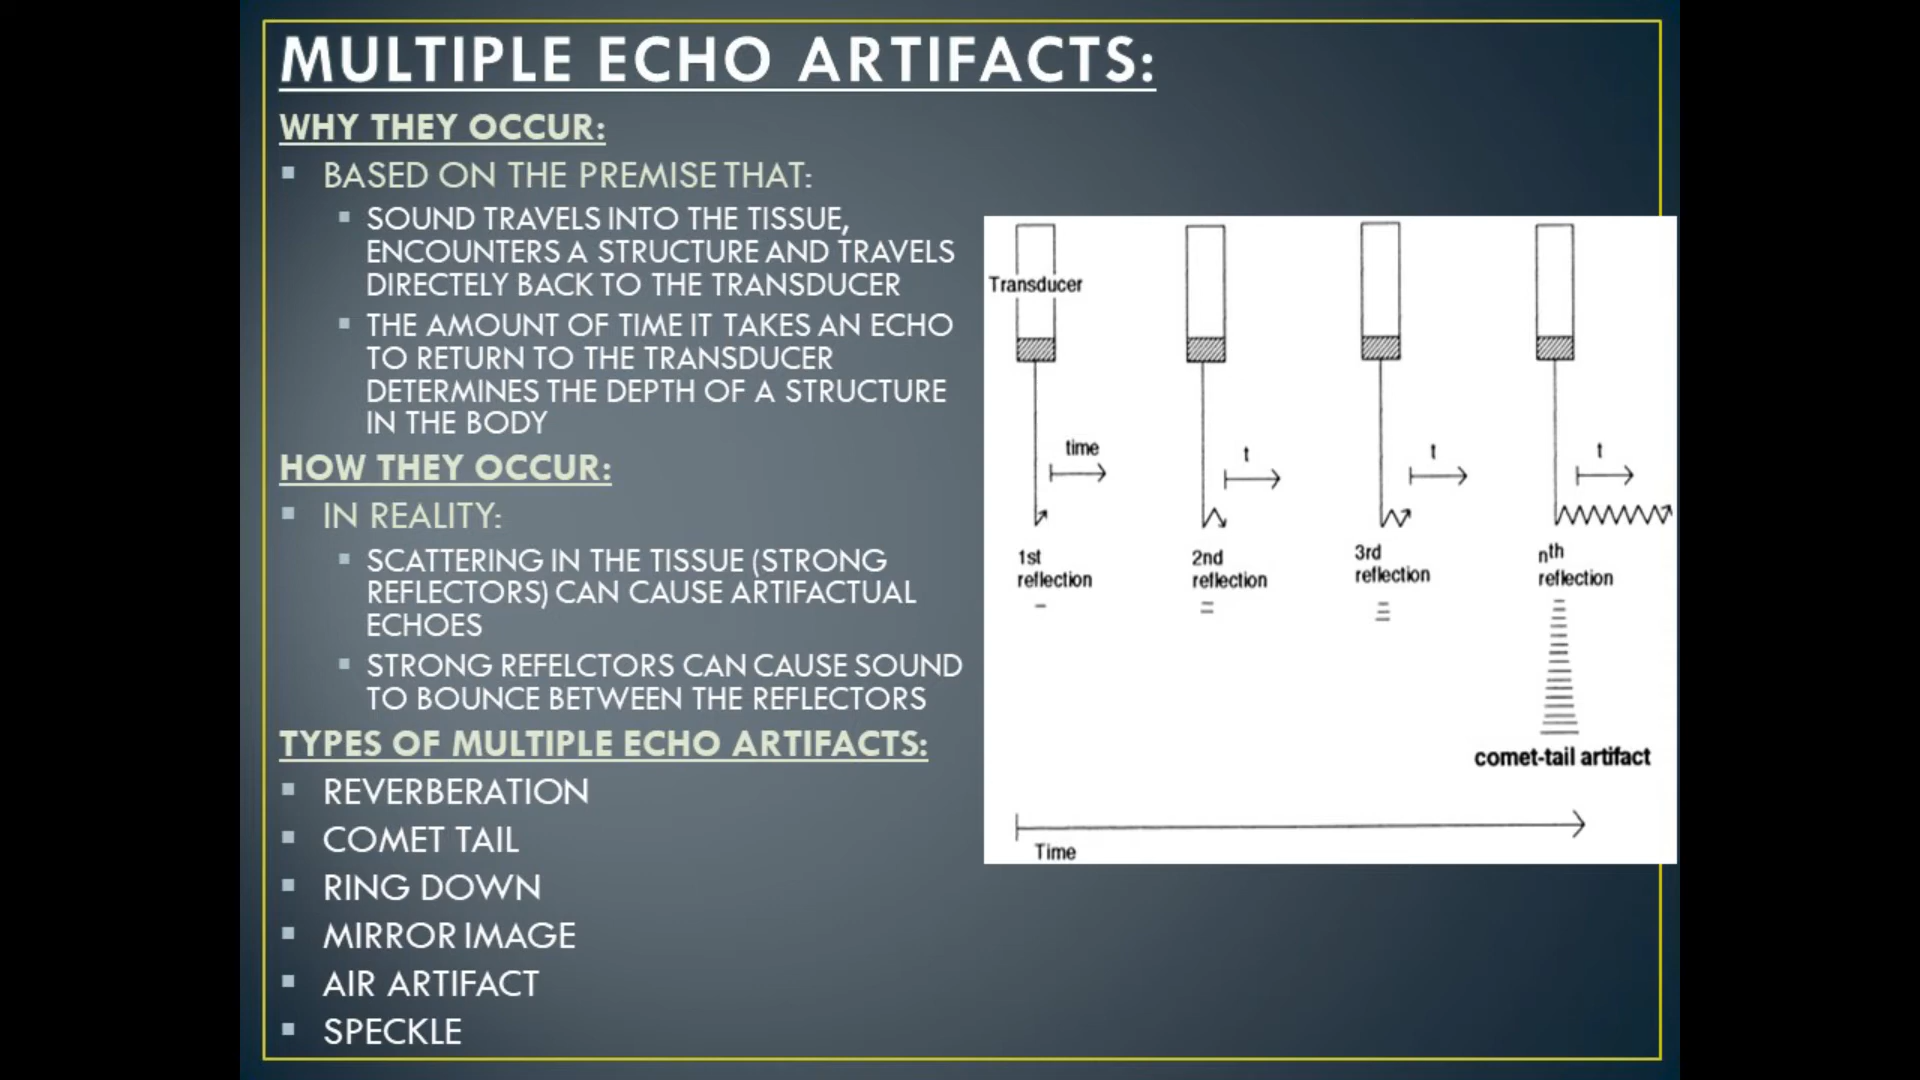 MULTIPLE ECHO ARTIFACTS:
WHY THEY OCCUR:
▪ BASED ON THE PREMISE THAT:
▪ SOUND TRAVELS INTO THE TISSUE,
ENCOUNTERS A STRUCTURE AND TRAVELS
DIRECTELY BACK TO THE TRANSDUCER
▪ THE AMOUNT OF TIME IT TAKES AN ECHO
TO RETURN TO THE TRANSDUCER
DETERMINES THE DEPTH OF A STRUCTURE
IN THE BODY
HOW THEY OCCUR:
▪ IN REALITY:
▪ SCATTERING IN THE TISSUE (STRONG
REFLECTORS) CAN CAUSE ARTIFACTUAL
ECHOES
▪ STRONG REFELCTORS CAN CAUSE SOUND
TO BOUNCE BETWEEN THE REFLECTORS
TYPES OF MULTIPLE ECHO ARTIFACTS:
▪ REVERBERATION
▪ COMET TAIL
▪ RING DOWN
▪ MIRROR IMAGE
▪ AIR ARTIFACT
▪ SPECKLE
Transducer
time
t
t
t
1st
reflection
2nd
reflection
3rd
reflection
nth
reflection
comet-tail artifact
Time